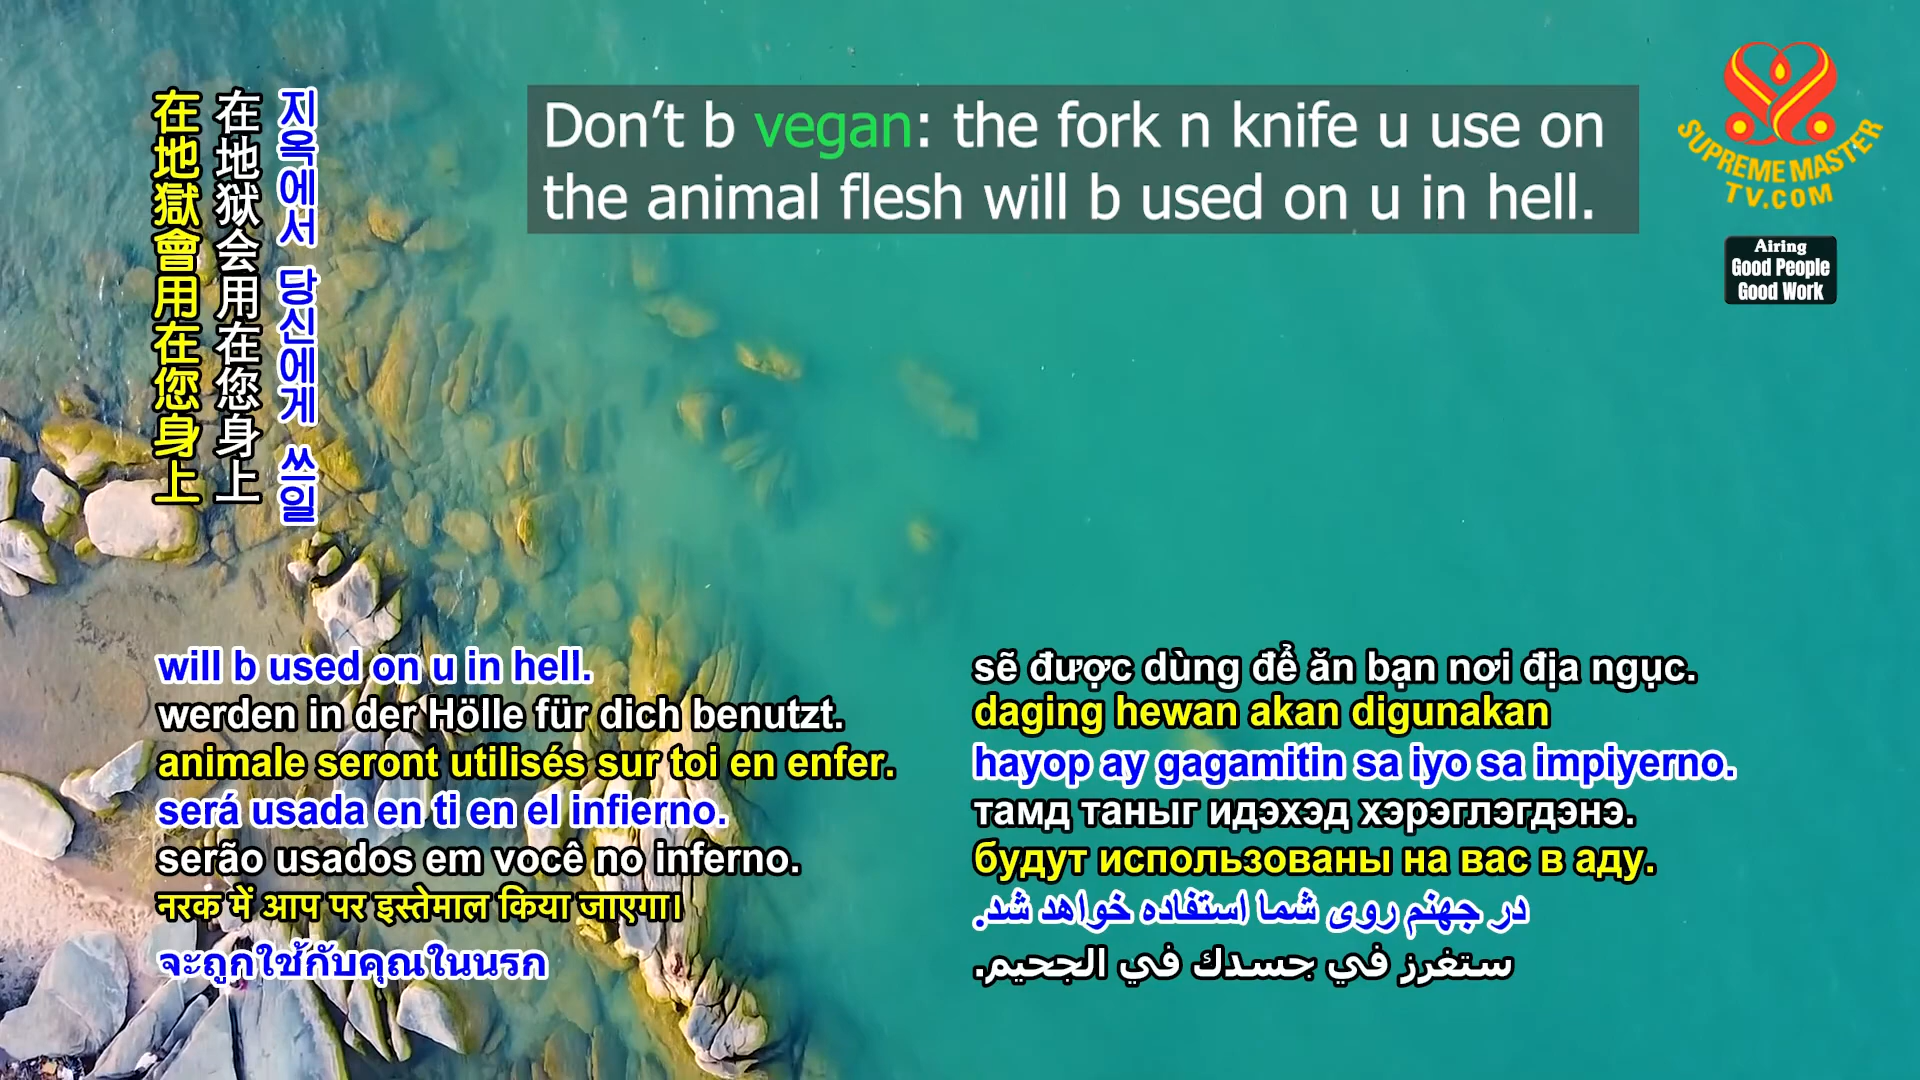 Don’t b vegan: the fork n knife u use on
the animal flesh will b used on u in hell.
SUPREME MASTER
TV.COM
Airing
Good People
Good Work
在地獄會用在您身上
在地狱会用在您身上
지옥에서 당신에게 쓰일
will b used on u in hell.
werden in der Hölle für dich benutzt.
animale seront utilisés sur toi en enfer.
será usada en ti en el infierno.
serão usados em você no inferno.
नरक में आप पर इस्तेमाल किया जाएगा।
จะถูกใช้กับคุณในนรก
sẽ được dùng để ăn bạn nơi địa ngục.
daging hewan akan digunakan
hayop ay gagamitin sa iyo sa impiyerno.
тамд таныг идэхэд хэрэглэгдэнэ.
будут использованы на вас в аду.
در جهنم روی شما استفاده خواهد شد.
ستغرز في جسدك في الجحيم.